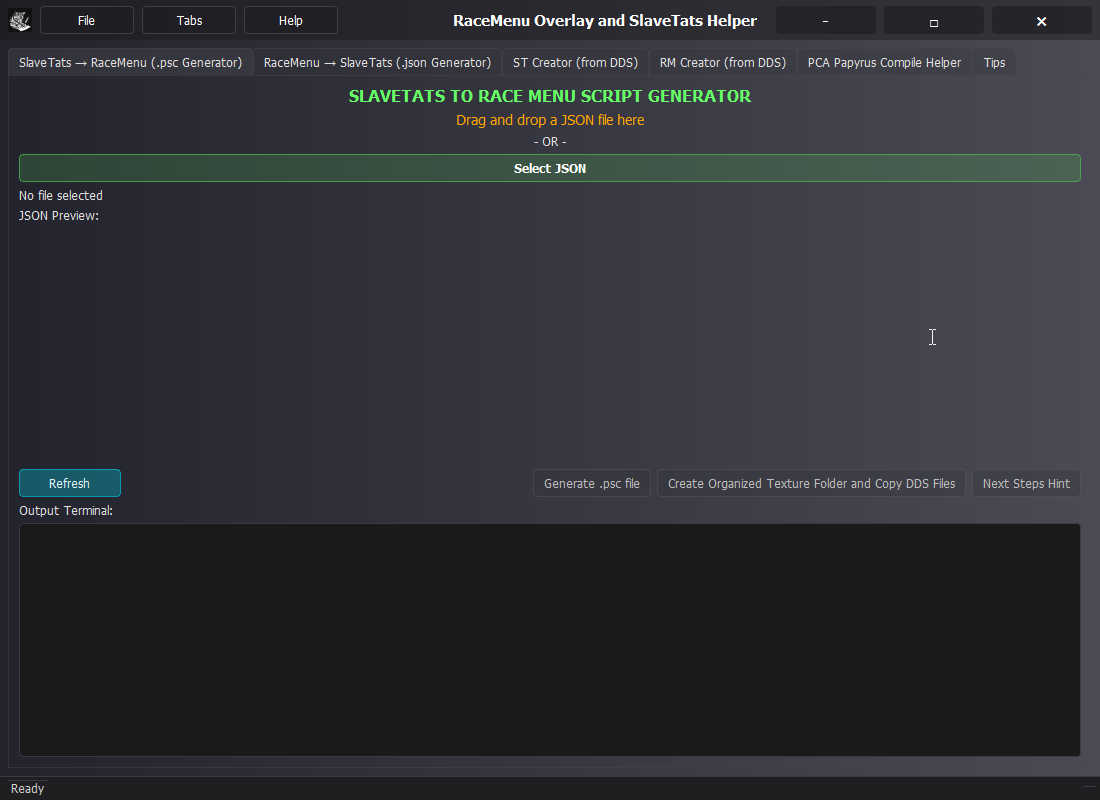 File Tabs Help RaceMenu Overlay and SlaveTats Helper
SlaveTats → RaceMenu (.psc Generator) RaceMenu → SlaveTats (.json Generator) ST Creator (from DDS) RM Creator (from DDS) PCA Papyrus Compile Helper Tips
SLAVETATS TO RACE MENU SCRIPT GENERATOR
Drag and drop a JSON file here
- OR -
Select JSON
No file selected
JSON Preview:
Refresh Generate .psc file Create Organized Texture Folder and Copy DDS Files Next Steps Hint
Output Terminal:
Ready